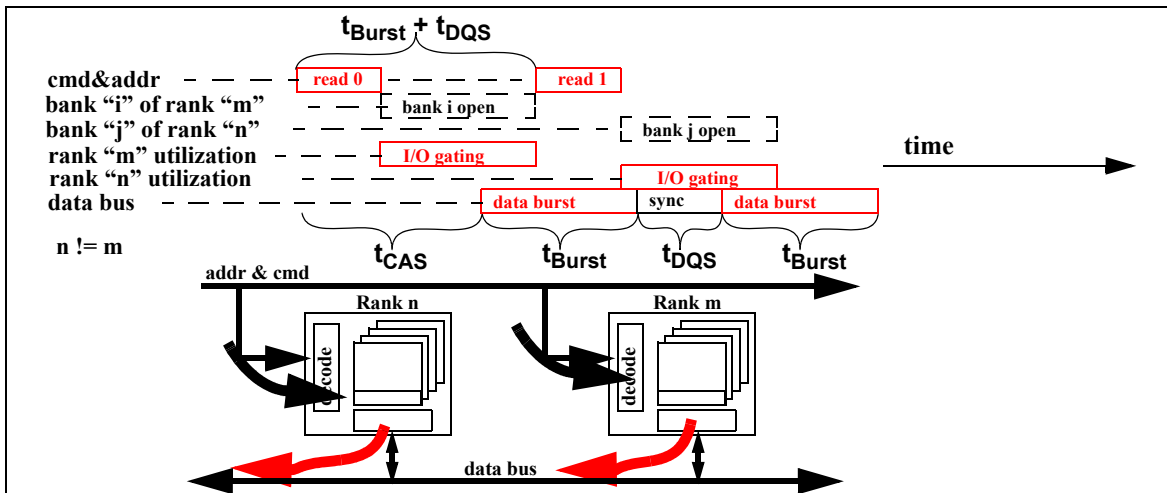 tBurst + tDQS
cmd&addr read 0 read 1
bank “i” of rank “m” bank i open
bank “j” of rank “n” bank j open
rank “m” utilization I/O gating
time
rank “n” utilization I/O gating
data bus data burst sync data burst
n != m
tCAS tBurst tDQS tBurst
addr & cmd
Rank n Rank m
decode decode
data bus